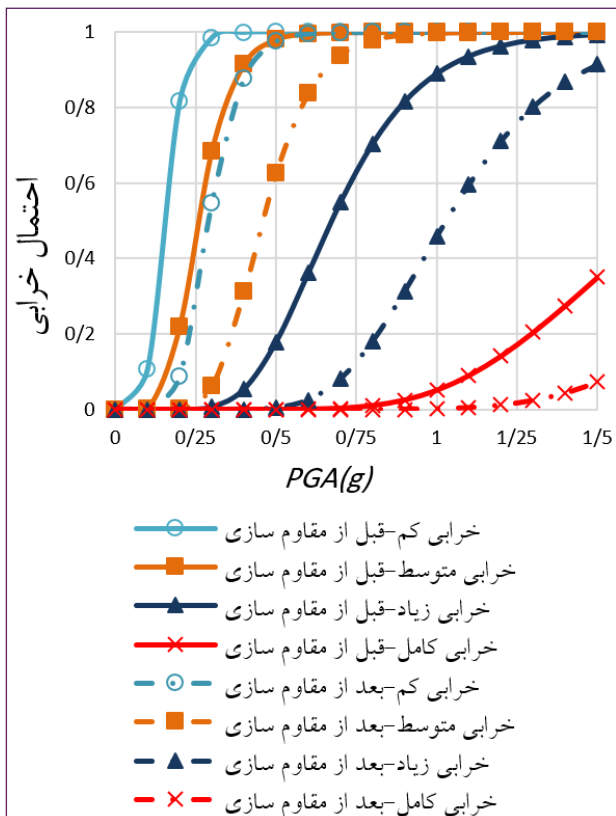 1
0/8
0/6
0/4
0/2
0
احتمال خرابی
0 0/25 0/5 0/75 1 1/25 1/5
PGA(g)
خرابی کم-قبل از مقاوم سازی
خرابی متوسط-قبل از مقاوم سازی
خرابی زیاد-قبل از مقاوم سازی
خرابی کامل-قبل از مقاوم سازی
خرابی کم-بعد از مقاوم سازی
خرابی متوسط-بعد از مقاوم سازی
خرابی زیاد-بعد از مقاوم سازی
خرابی کامل-بعد از مقاوم سازی